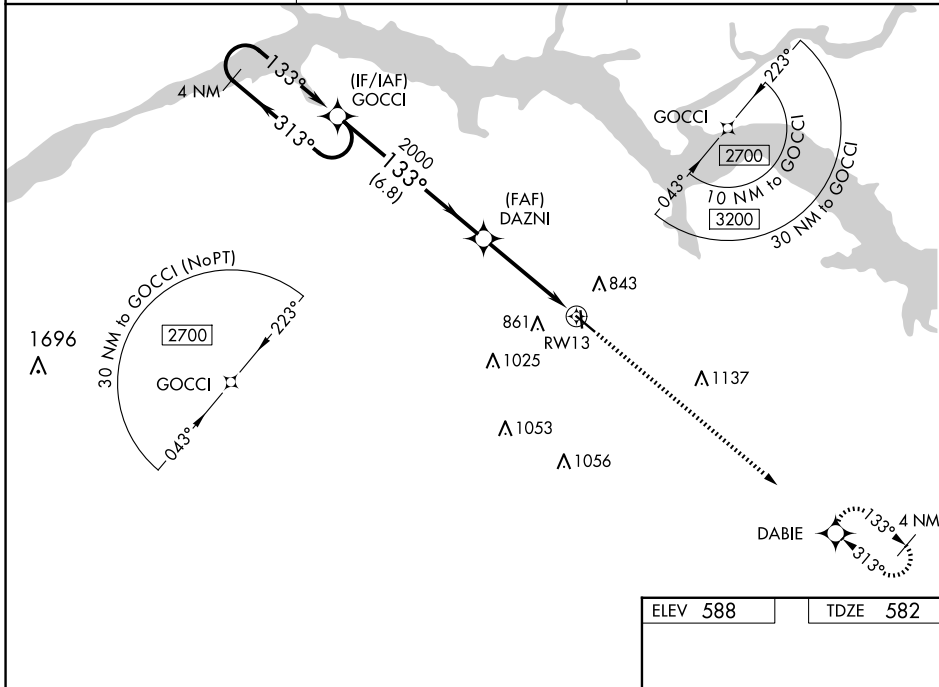 133°
(IF/IAF)
GOCCI
4 NM
313°
2000
133°
(6.8)
(FAF)
DAZNI
GOCCI
223°
2700
043°
10 NM to GOCCI
3200
30 NM to GOCCI
30 NM to GOCCI (NoPT)
223°
2700
GOCCI
043°
1696
843
861
RW13
1025
1137
1053
1056
DABIE
133°
4 NM
313°
ELEV 588
TDZE 582